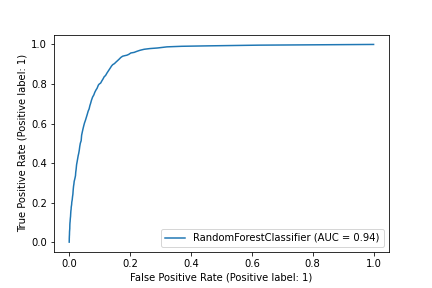 1.0
0.8
0.6
0.4
0.2
0.0
True Positive Rate (Positive label: 1)
RandomForestClassifier (AUC = 0.94)
0.0 0.2 0.4 0.6 0.8 1.0
False Positive Rate (Positive label: 1)